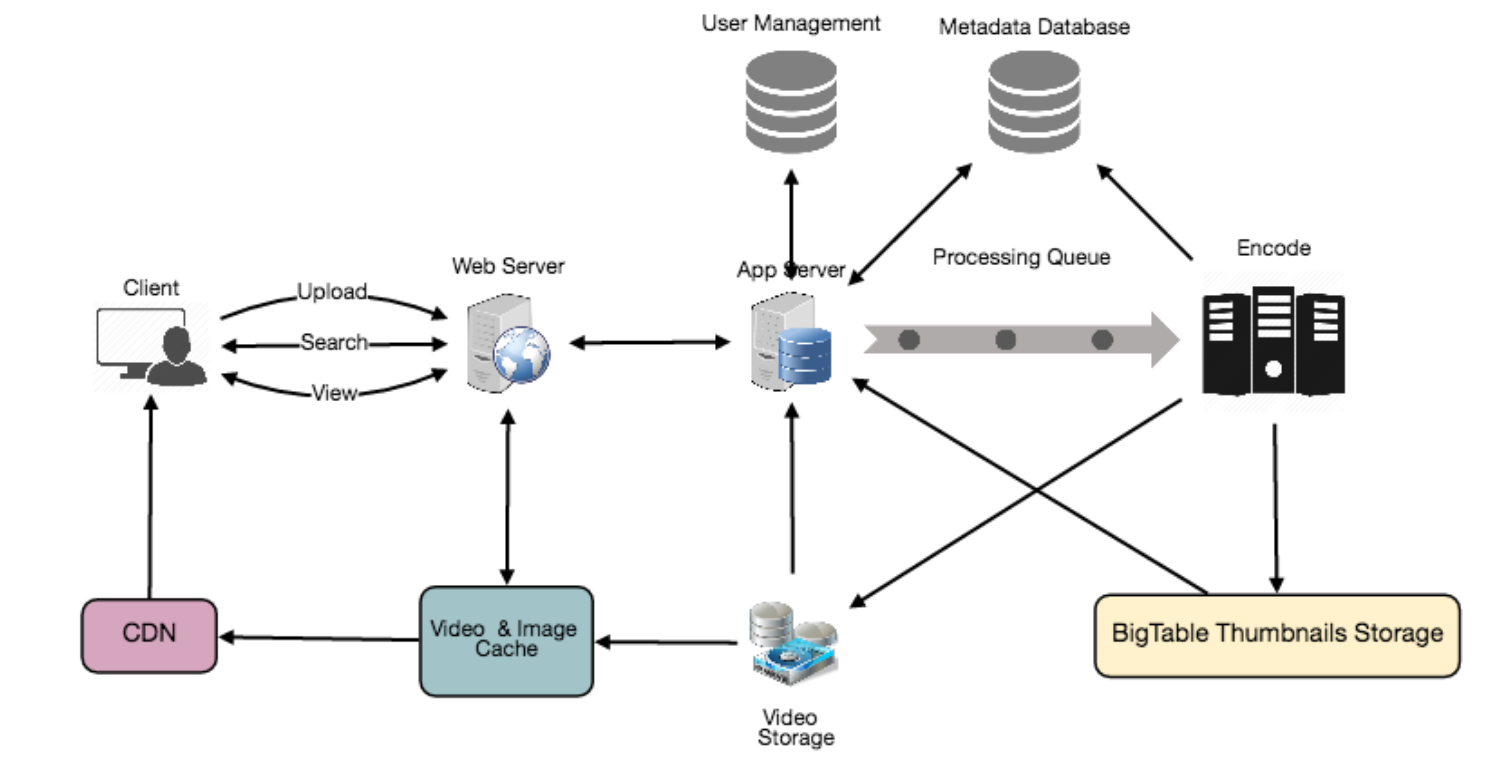 User Management
Metadata Database
Client
Upload
Search
View
Web Server
App Server
Processing Queue
Encode
CDN
Video & Image
Cache
Video
Storage
BigTable Thumbnails Storage